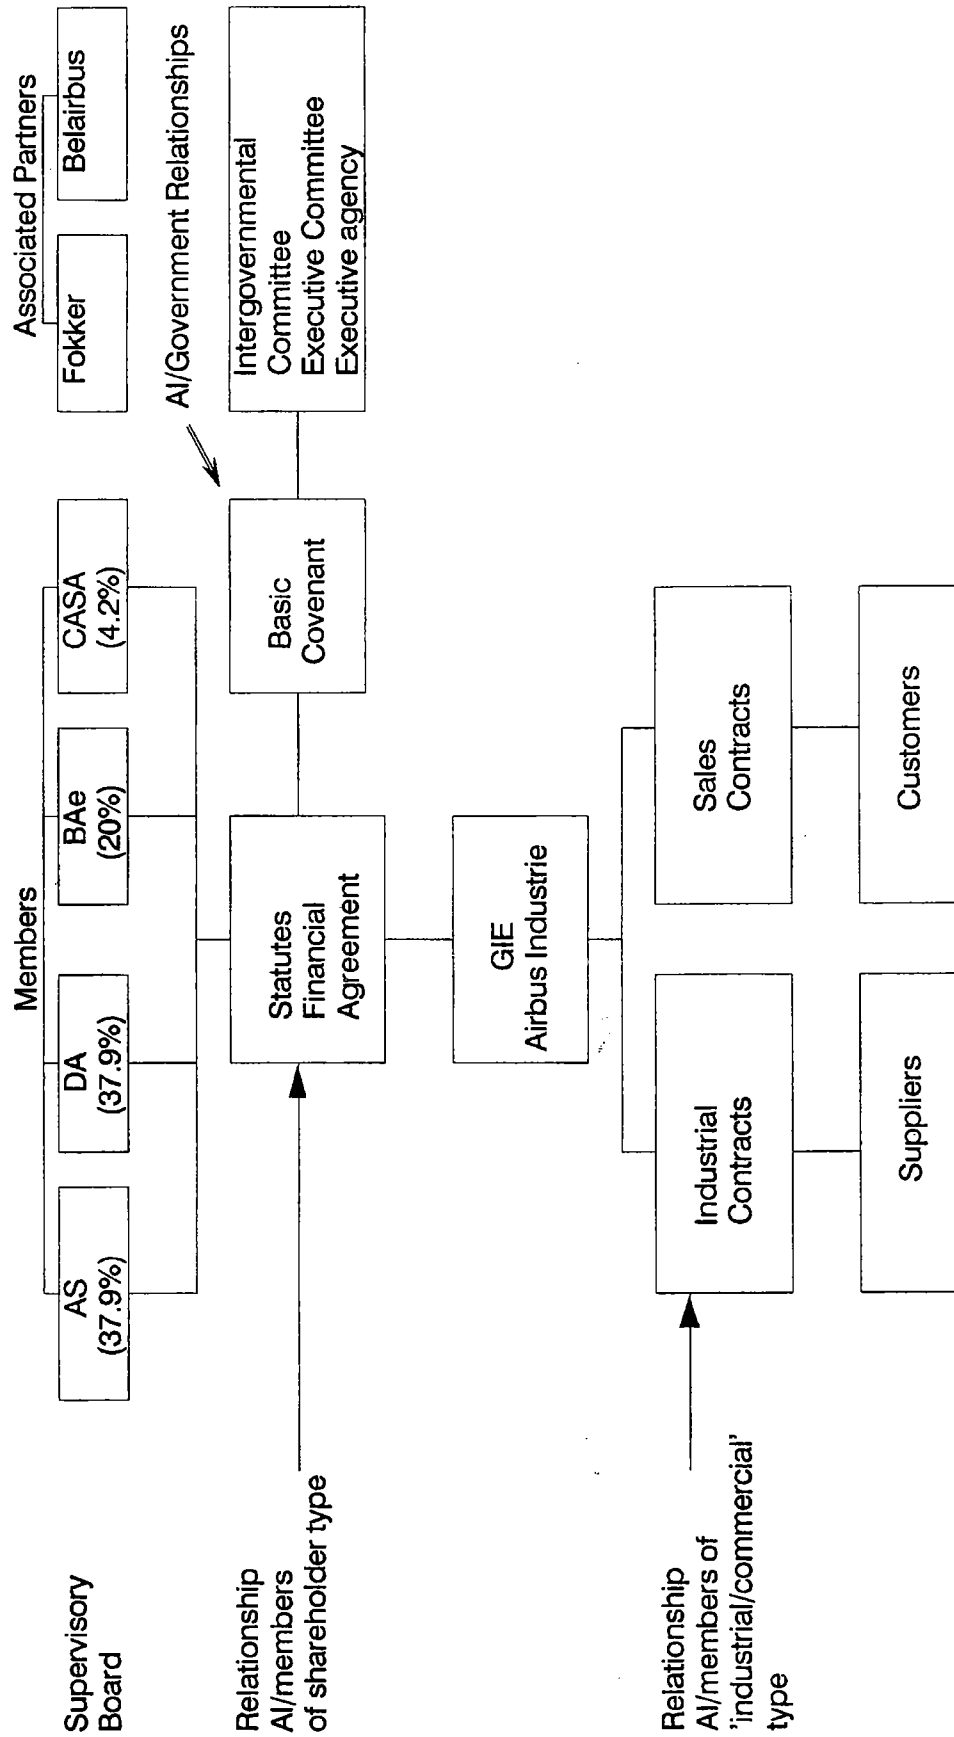 Members
Associated Partners
Supervisory
Board
AS
(37.9%)
DA
(37.9%)
BAe
(20%)
CASA
(4.2%)
Fokker
Belairbus
AI/Government Relationships
Relationship
AI/members
of shareholder type
Statutes
Financial
Agreement
Basic
Covenant
Intergovernmental
Committee
Executive Committee
Executive agency
GIE
Airbus Industrie
Relationship
AI/members of
'industrial/commercial'
type
Industrial
Contracts
Sales
Contracts
Suppliers
Customers